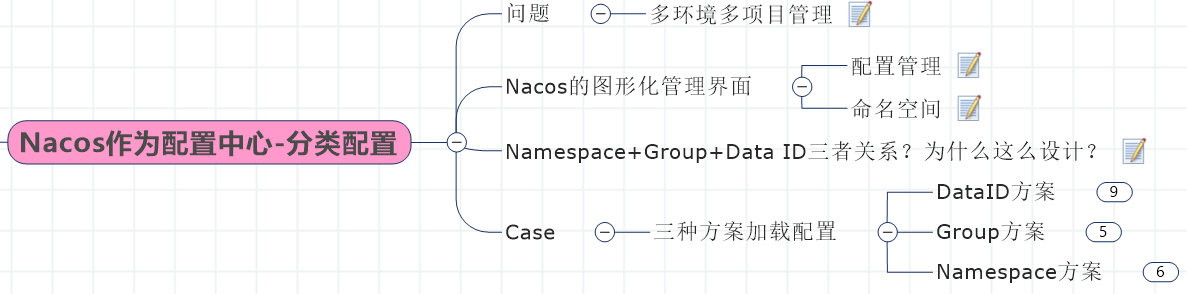 Nacos作为配置中心-分类配置
问题
多环境多项目管理
Nacos的图形化管理界面
配置管理
命名空间
Namespace+Group+Data ID三者关系？为什么这么设计？
Case
三种方案加载配置
DataID方案
9
Group方案
5
Namespace方案
6